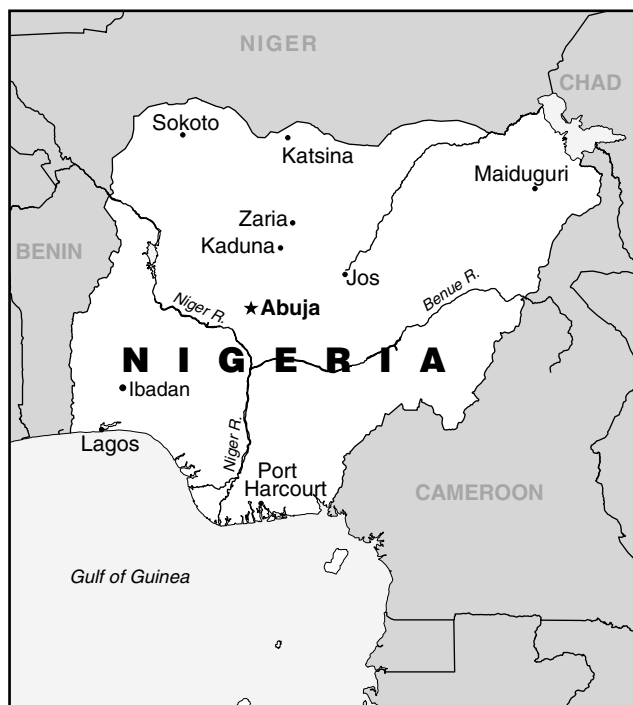 NIGER
CHAD
Sokoto
Katsina
Maiduguri
Zaria
BENIN
Kaduna
Jos
Niger R.
Benue R.
Abuja
NIGERIA
Ibadan
Lagos
Niger R.
Port
Harcourt
CAMEROON
Gulf of Guinea